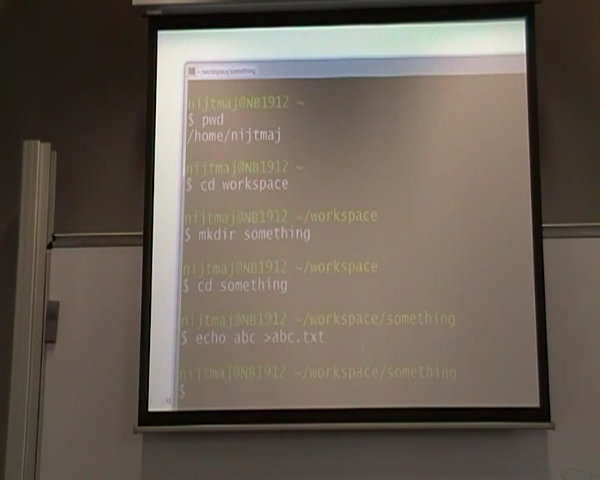 ~/workspace/something
nijtmaj@NB1912 ~
$ pwd
/home/nijtmaj
nijtmaj@NB1912 ~
$ cd workspace
nijtmaj@NB1912 ~/workspace
$ mkdir something
nijtmaj@NB1912 ~/workspace
$ cd something
nijtmaj@NB1912 ~/workspace/something
$ echo abc >abc.txt
nijtmaj@NB1912 ~/workspace/something
$